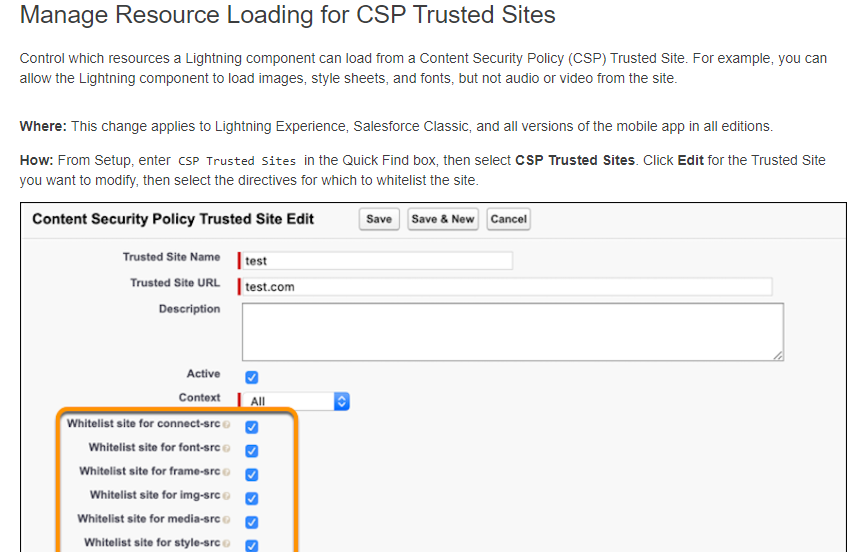 Manage Resource Loading for CSP Trusted Sites
Control which resources a Lightning component can load from a Content Security Policy (CSP) Trusted Site. For example, you can
allow the Lightning component to load images, style sheets, and fonts, but not audio or video from the site.
Where: This change applies to Lightning Experience, Salesforce Classic, and all versions of the mobile app in all editions.
How: From Setup, enter CSP Trusted Sites in the Quick Find box, then select CSP Trusted Sites. Click Edit for the Trusted Site
you want to modify, then select the directives for which to whitelist the site.
Content Security Policy Trusted Site Edit Save Save & New Cancel
Trusted Site Name test
Trusted Site URL test.com
Description
Active
Context All
Whitelist site for connect-src
Whitelist site for font-src
Whitelist site for frame-src
Whitelist site for img-src
Whitelist site for media-src
Whitelist site for style-src